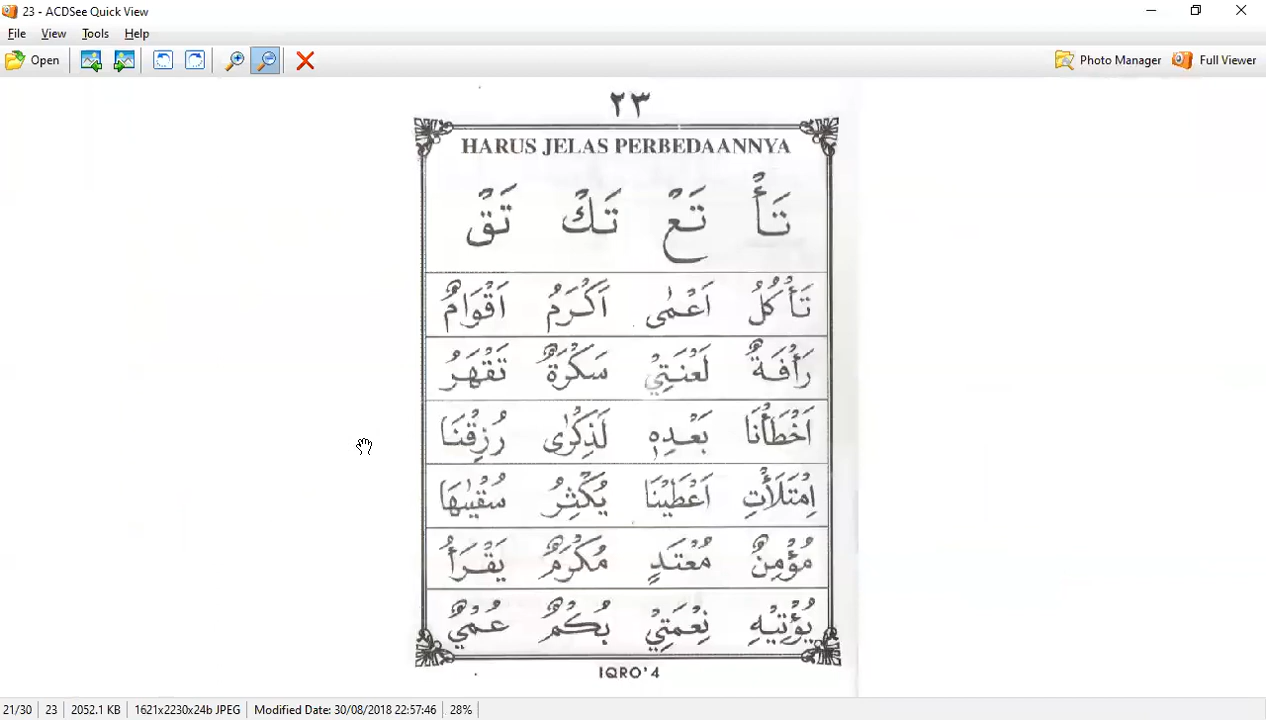 23 - ACDSee Quick View
File View Tools Help
Open Photo Manager Full Viewer
٢٣
HARUS JELAS PERBEDAANNYA
تَأْ تَعْ تَكْ تَقْ
تَأْكُلُ اَعْمٰى اَكْرَمُ اَقْوَامٌ
رَأْفَةٌ لَعْنَتِيْ سَكْرَةٌ تَقْهَرْ
اَخْطَأْنَا بَعْدِهٖ لَذِكْرٰى رُزِقْنَا
اِمْتَلَأْتِ اَعْطَيْنَا يُكْثِرُ سُقْيٰهَا
مُؤْمِنٌ مُعْتَدٍ مُكْرَمٌ يَقْرَأُ
يُؤْتِيْهِ نِعْمَتِيْ بُكْمٌ عُمْيٌ
IQRO'4
21/30 23 2052.1 KB 1621x2230x24b JPEG Modified Date: 30/08/2018 22:57:46 28%